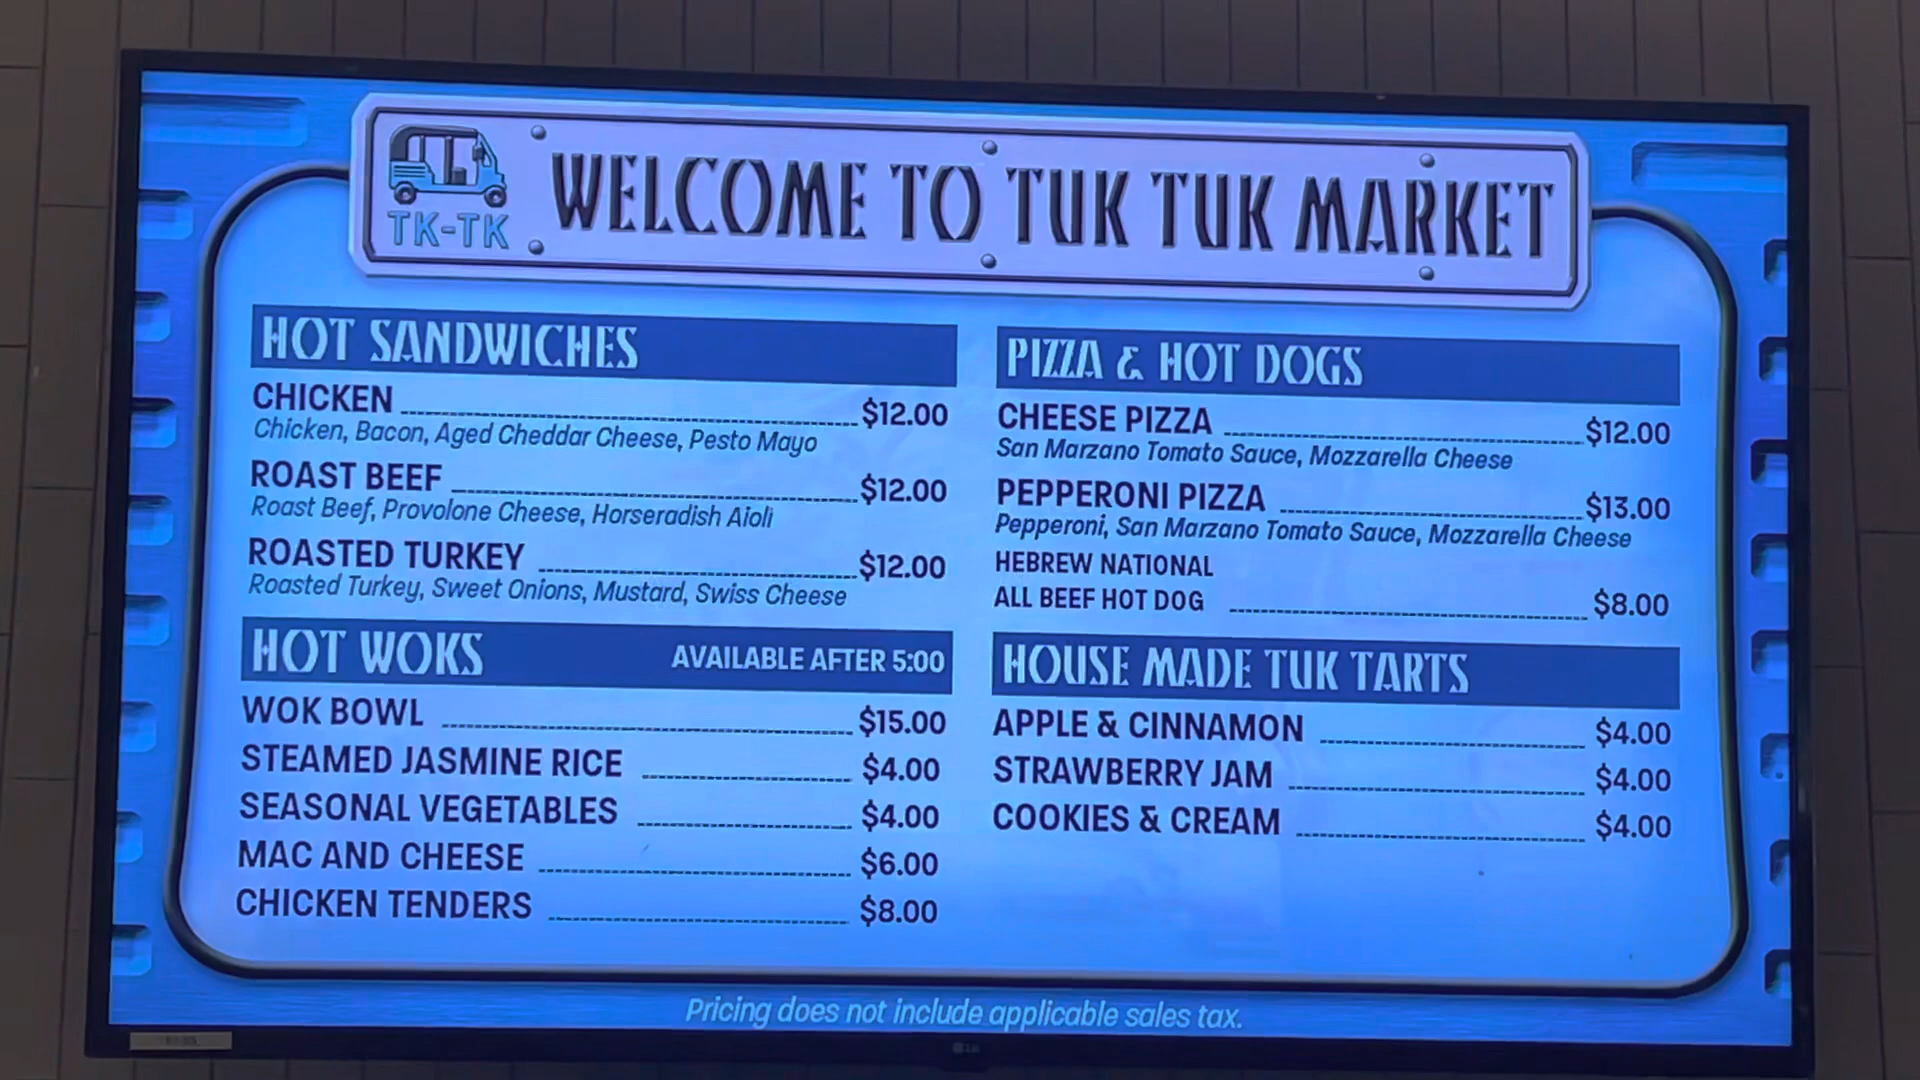 TK-TK
WELCOME TO TUK TUK MARKET
HOT SANDWICHES
CHICKEN $12.00
Chicken, Bacon, Aged Cheddar Cheese, Pesto Mayo
ROAST BEEF $12.00
Roast Beef, Provolone Cheese, Horseradish Aioli
ROASTED TURKEY $12.00
Roasted Turkey, Sweet Onions, Mustard, Swiss Cheese
HOT WOKS AVAILABLE AFTER 5:00
WOK BOWL $15.00
STEAMED JASMINE RICE $4.00
SEASONAL VEGETABLES $4.00
MAC AND CHEESE $6.00
CHICKEN TENDERS $8.00
PIZZA & HOT DOGS
CHEESE PIZZA $12.00
San Marzano Tomato Sauce, Mozzarella Cheese
PEPPERONI PIZZA $13.00
Pepperoni, San Marzano Tomato Sauce, Mozzarella Cheese
HEBREW NATIONAL
ALL BEEF HOT DOG $8.00
HOUSE MADE TUK TARTS
APPLE & CINNAMON $4.00
STRAWBERRY JAM $4.00
COOKIES & CREAM $4.00
Pricing does not include applicable sales tax.
LG